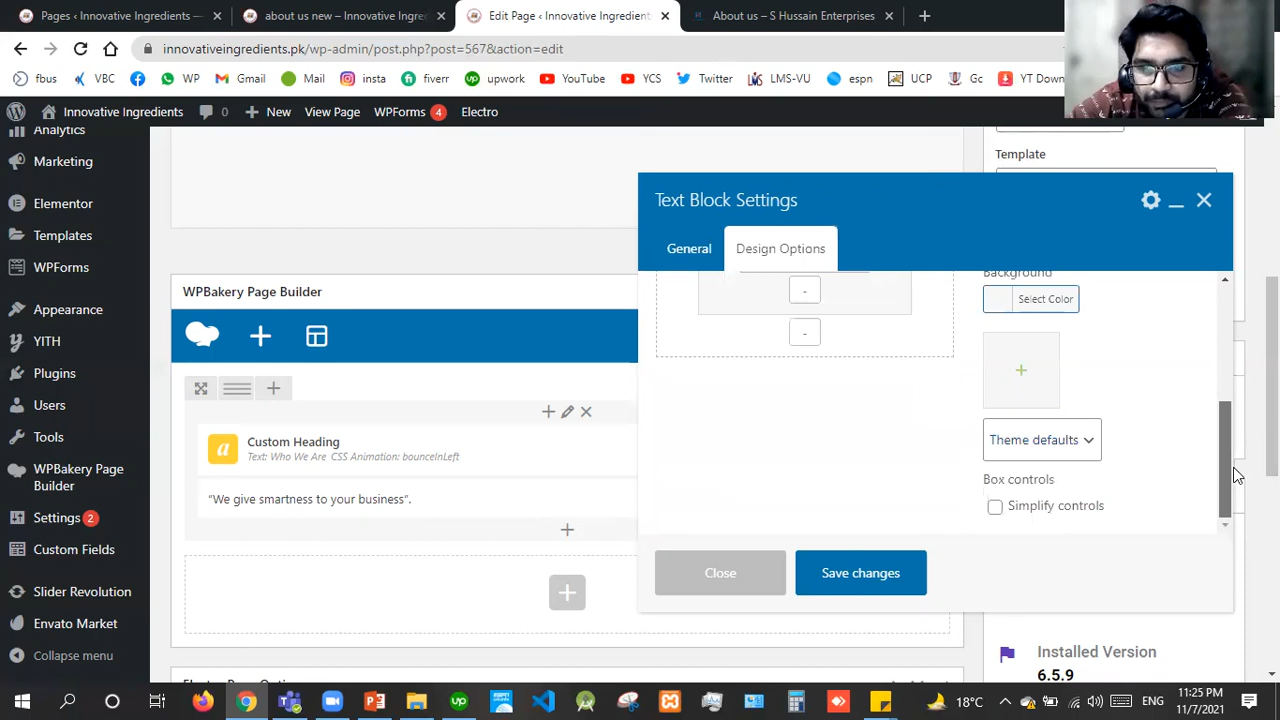 Pages ‹ Innovative Ingredients —
about us new – Innovative Ingre
Edit Page ‹ Innovative Ingredient
About us – S Hussain Enterprises
innovativeingredients.pk/wp-admin/post.php?post=567&action=edit
fbus
VBC
WP
Gmail
Mail
insta
fiverr
upwork
YouTube
YCS
Twitter
LMS-VU
espn
UCP
Gc
YT Down
Innovative Ingredients
0
New
View Page
WPForms
4
Electro
Analytics
Marketing
Elementor
Templates
WPForms
Appearance
YITH
Plugins
Users
Tools
WPBakery Page
Builder
Settings
2
Custom Fields
Slider Revolution
Envato Market
Collapse menu
Template
WPBakery Page Builder
Custom Heading
Text: Who We Are CSS Animation: bounceInLeft
“We give smartness to your business”.
Text Block Settings
General
Design Options
-
-
Background
Select Color
Theme defaults
Box controls
Simplify controls
Close
Save changes
Installed Version
6.5.9
18°C
ENG
11:25 PM
11/7/2021